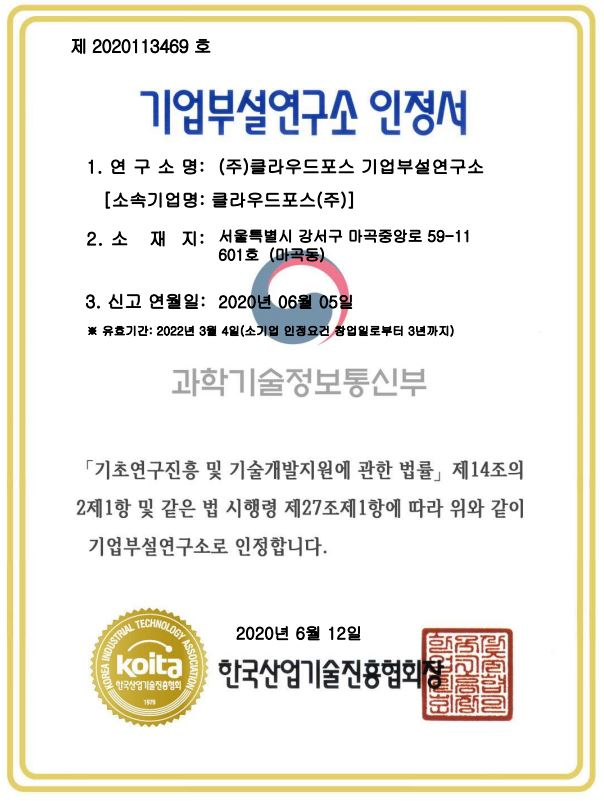 제 2020113469 호
기업부설연구소 인정서
1. 연 구 소 명: (주)클라우드포스 기업부설연구소
[소속기업명: 클라우드포스(주)]
2. 소 재 지: 서울특별시 강서구 마곡중앙로 59-11
601호 (마곡동)
3. 신고 연월일: 2020년 06월 05일
※ 유효기간: 2022년 3월 4일(소기업 인정요건 창업일로부터 3년까지)
과학기술정보통신부
「기초연구진흥 및 기술개발지원에 관한 법률」제14조의
2제1항 및 같은 법 시행령 제27조제1항에 따라 위와 같이
기업부설연구소로 인정합니다.
2020년 6월 12일
한국산업기술진흥협회장
KOREA INDUSTRIAL TECHNOLOGY ASSOCIATION
koita
한국산업기술진흥협회
1979